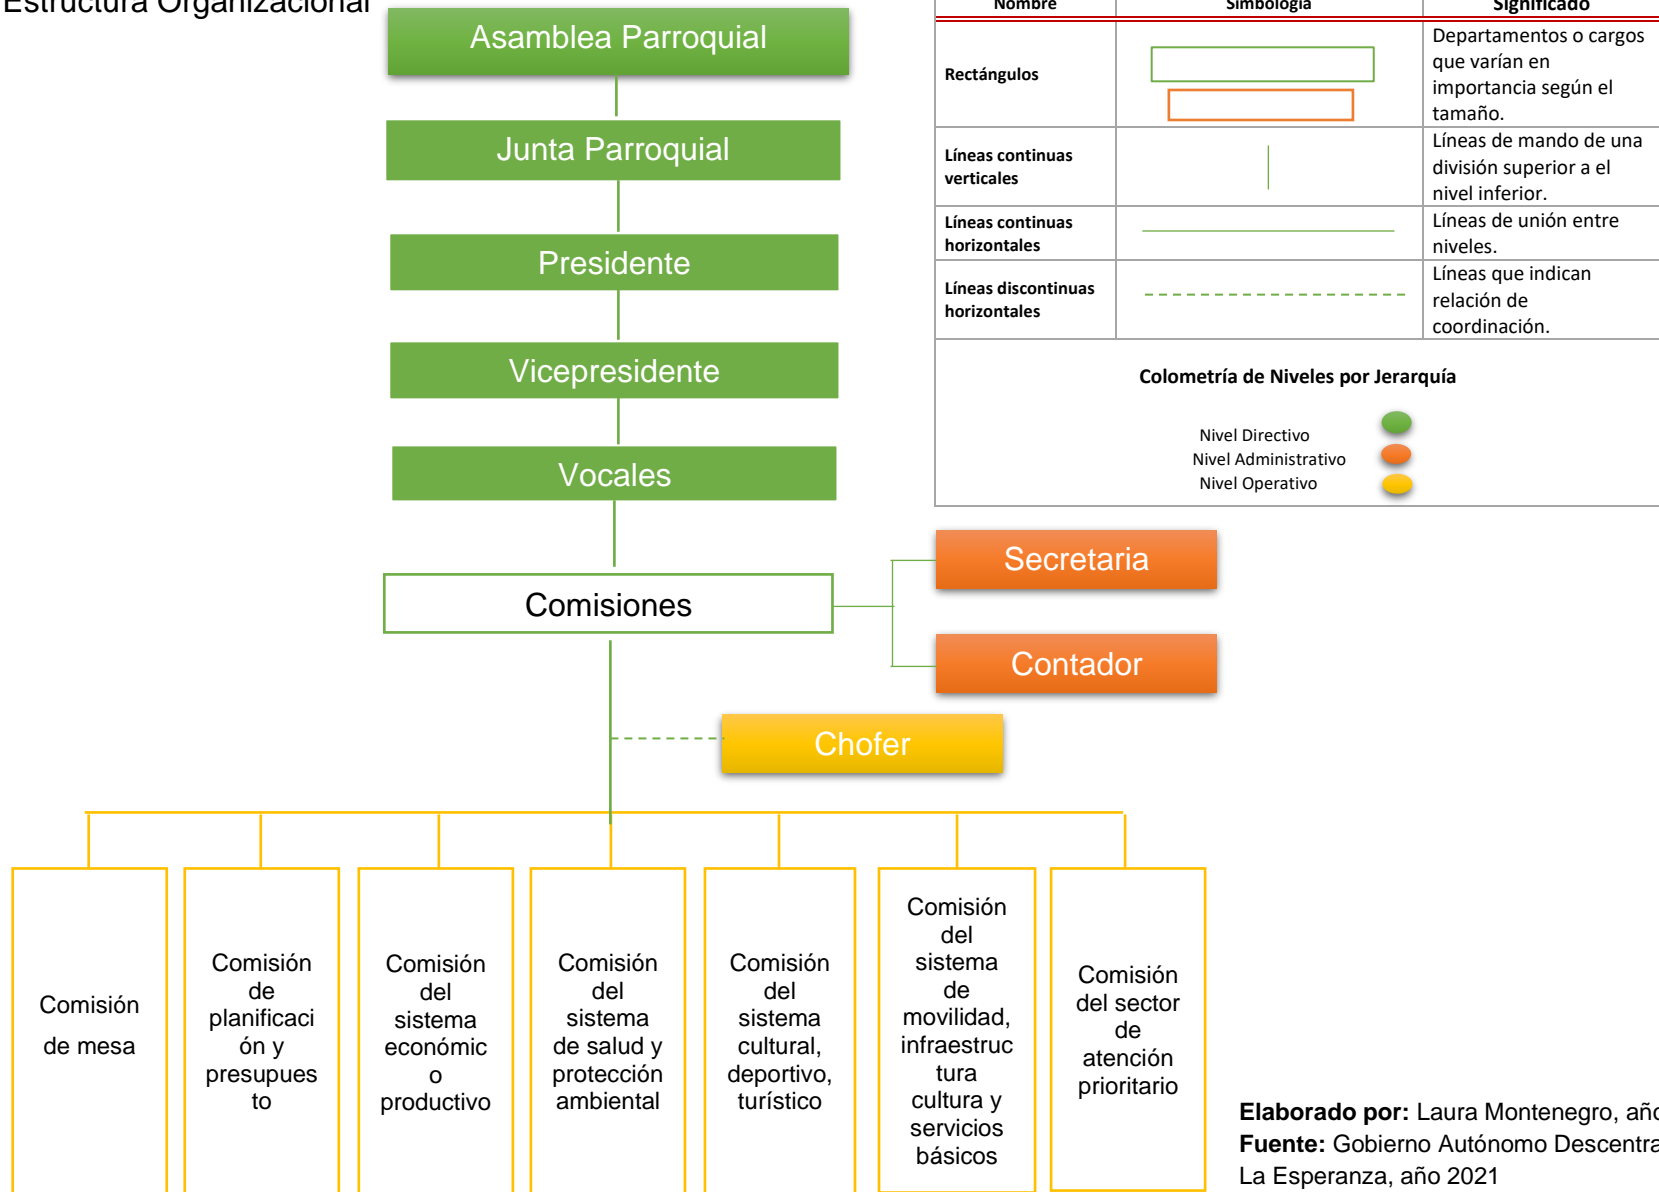 Estructura Organizacional
Asamblea Parroquial
Junta Parroquial
Presidente
Vicepresidente
Vocales
Comisiones
Nombre
Simbología
Significado
Rectángulos
Departamentos o cargos
que varían en
importancia según el
tamaño.
Líneas continuas
verticales
Líneas de mando de una
división superior a el
nivel inferior.
Líneas continuas
horizontales
Líneas de unión entre
niveles.
Líneas discontinuas
horizontales
Líneas que indican
relación de
coordinación.
Colometría de Niveles por Jerarquía
Nivel Directivo
Nivel Administrativo
Nivel Operativo
Secretaria
Contador
Chofer
Comisión
de mesa
Comisión
de
planificaci
ón y
presupues
to
Comisión
del
sistema
económic
o
productivo
Comisión
del
sistema
de salud y
protección
ambiental
Comisión
del
sistema
cultural,
deportivo,
turístico
Comisión
del
sistema
de
movilidad,
infraestruc
tura
cultura y
servicios
básicos
Comisión
del sector
de
atención
prioritario
Elaborado por: Laura Montenegro, año
Fuente: Gobierno Autónomo Descentra
La Esperanza, año 2021